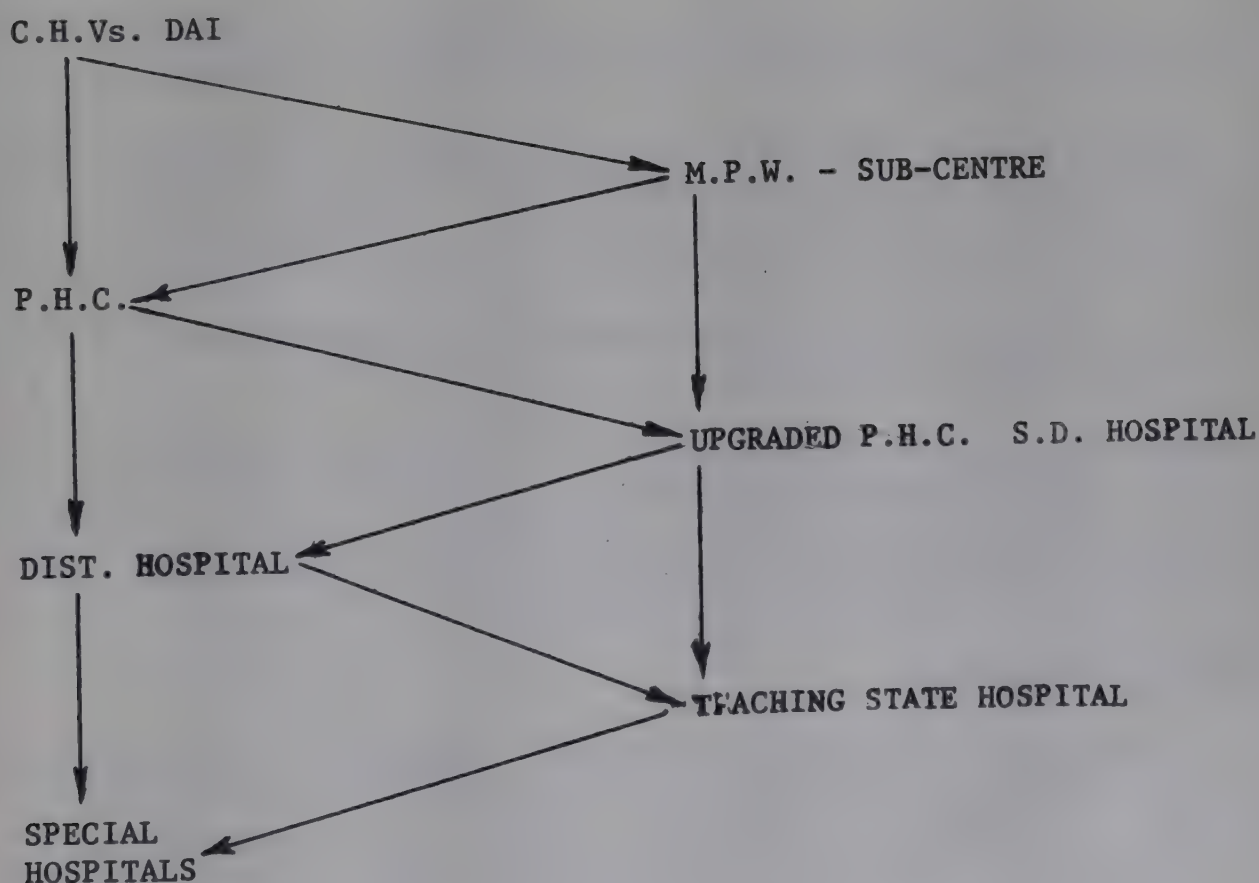 C.H.Vs. DAI
M.P.W. - SUB-CENTRE
P.H.C.
UPGRADED P.H.C. S.D. HOSPITAL
DIST. HOSPITAL
TEACHING STATE HOSPITAL
SPECIAL
HOSPITALS